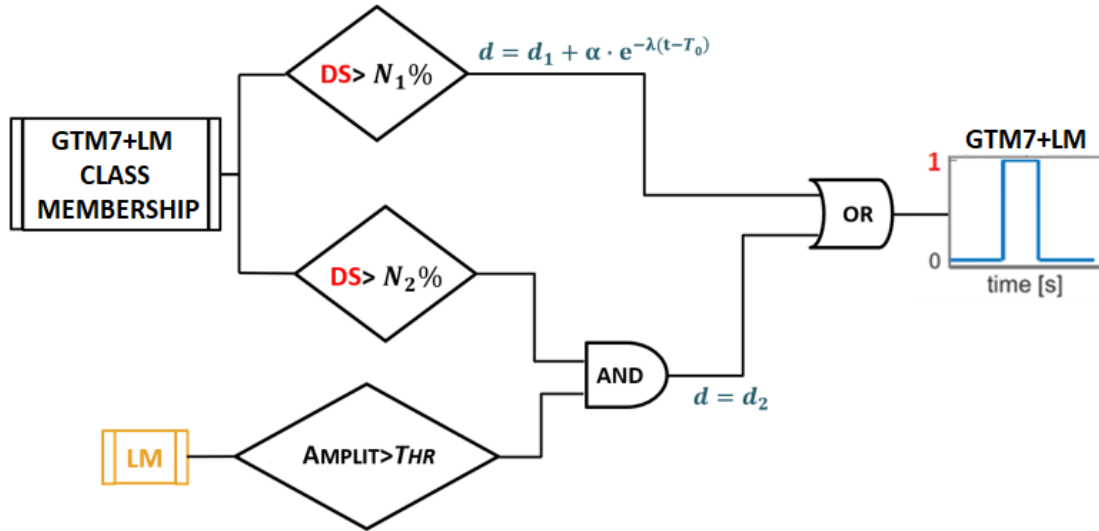 d = d₁ + α · e^−λ(t−T₀)
DS> N₁%
GTM7+LM
CLASS
MEMBERSHIP
GTM7+LM
1
OR
0
time [s]
DS> N₂%
AND
d = d₂
LM
AMPLIT>THR